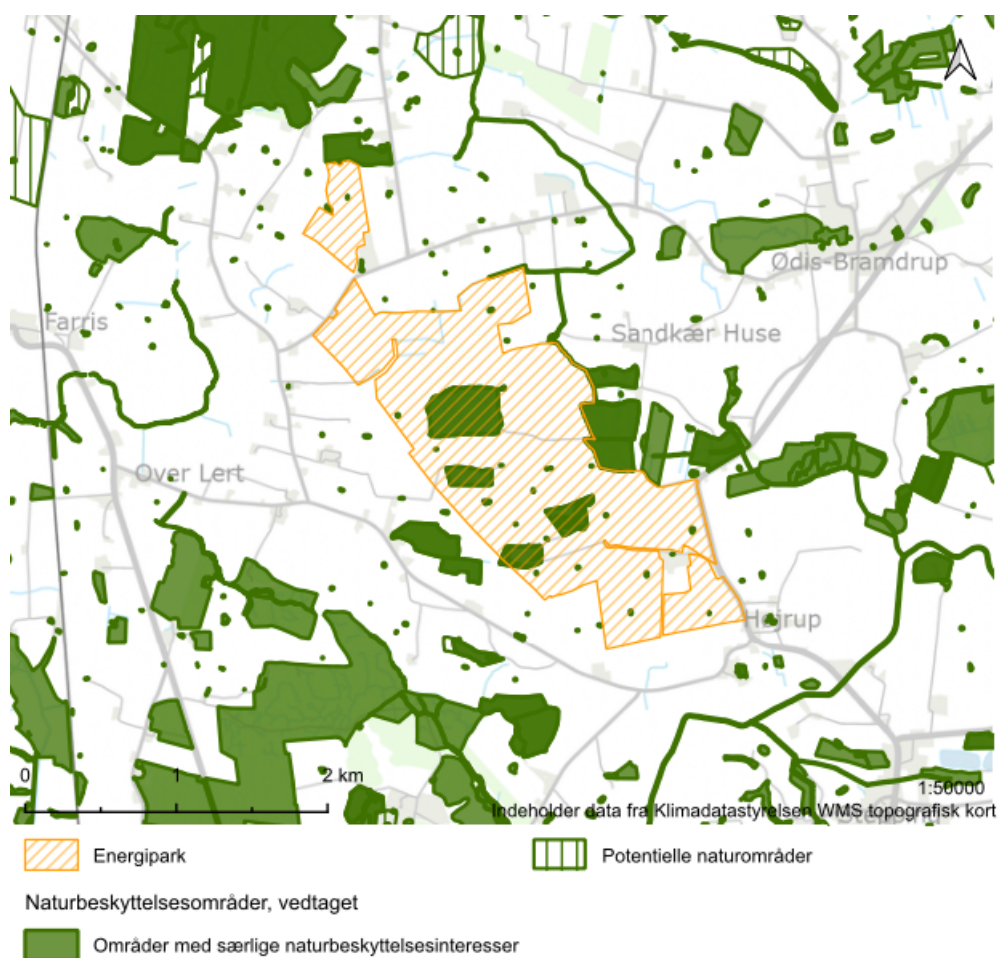 Ødis-Bramdrup
Farris
Sandkær Huse
Over Lert
Højrup
0 1 2 km
1:50000
Indeholder data fra Klimadatastyrelsen WMS topografisk kort
Energipark
Potentielle naturområder
Naturbeskyttelsesområder, vedtaget
Områder med særlige naturbeskyttelsesinteresser